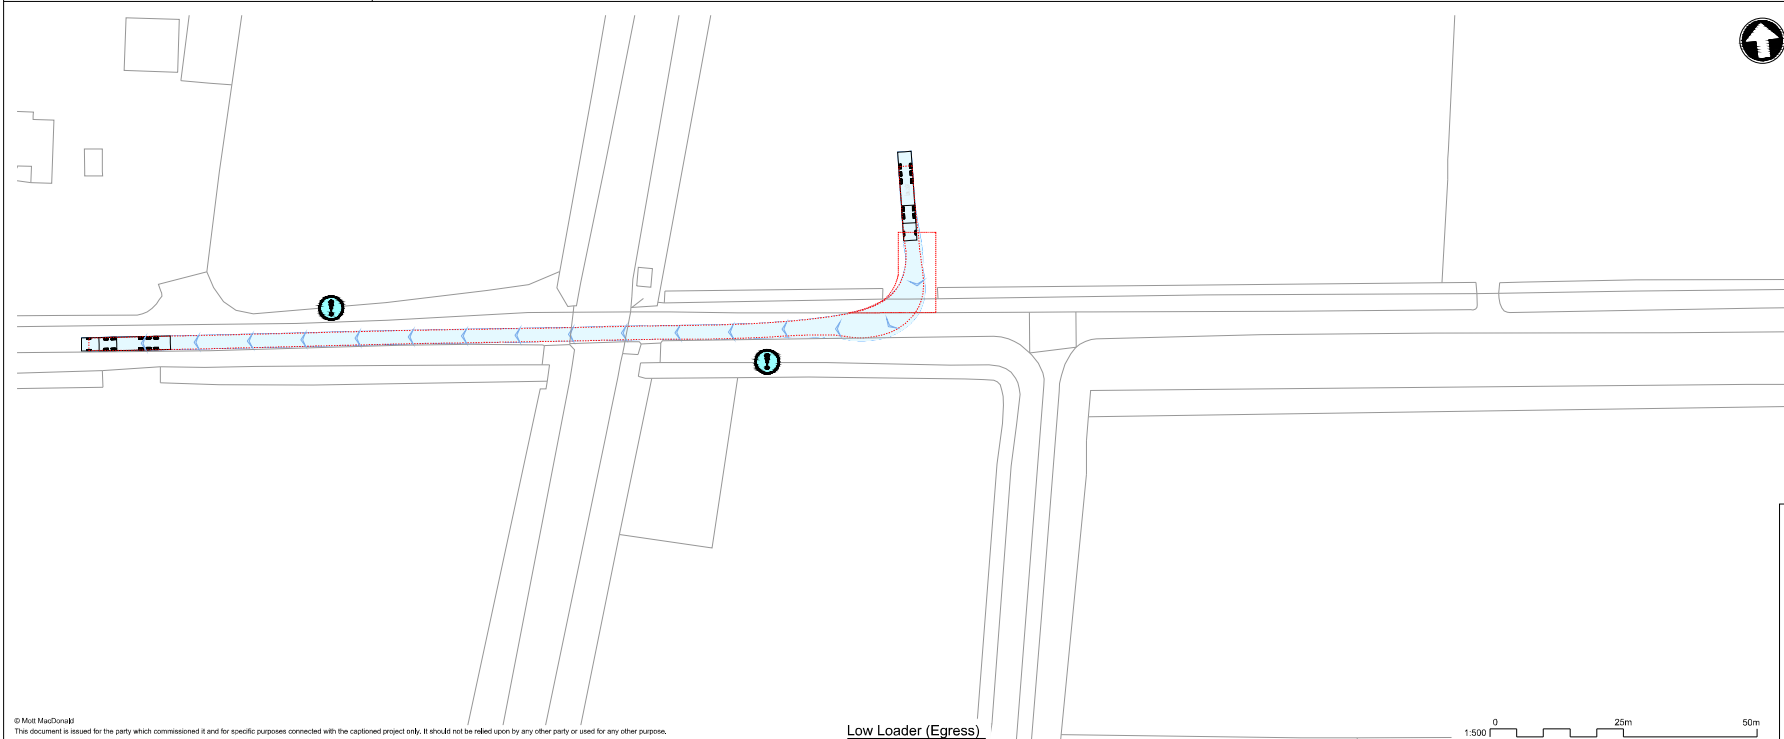 © Mott MacDonald
This document is issued for the party which commissioned it and for specific purposes connected with the captioned project only. It should not be relied upon by any other party or used for any other purpose.
Low Loader (Egress)
0 25m 50m
1:500